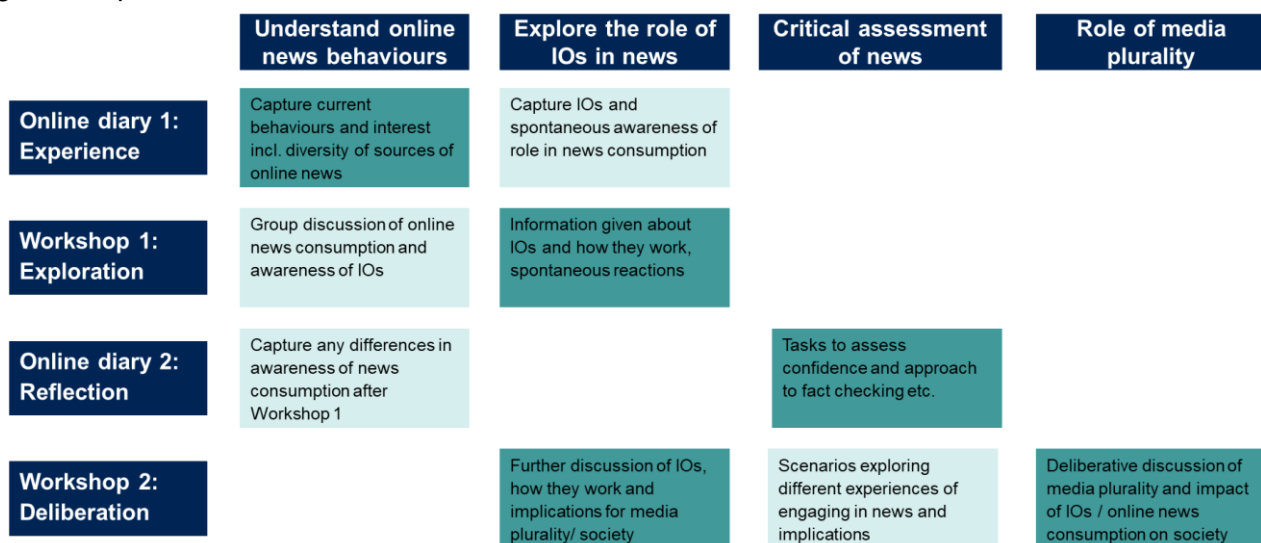 Understand online
news behaviours
Explore the role of
IOs in news
Critical assessment
of news
Role of media
plurality
Online diary 1:
Experience
Capture current
behaviours and interest
incl. diversity of sources of
online news
Capture IOs and
spontaneous awareness of
role in news consumption
Workshop 1:
Exploration
Group discussion of online
news consumption and
awareness of IOs
Information given about
IOs and how they work,
spontaneous reactions
Online diary 2:
Reflection
Capture any differences in
awareness of news
consumption after
Workshop 1
Tasks to assess
confidence and approach
to fact checking etc.
Workshop 2:
Deliberation
Further discussion of IOs,
how they work and
implications for media
plurality/ society
Scenarios exploring
different experiences of
engaging in news and
implications
Deliberative discussion of
media plurality and impact
of IOs / online news
consumption on society